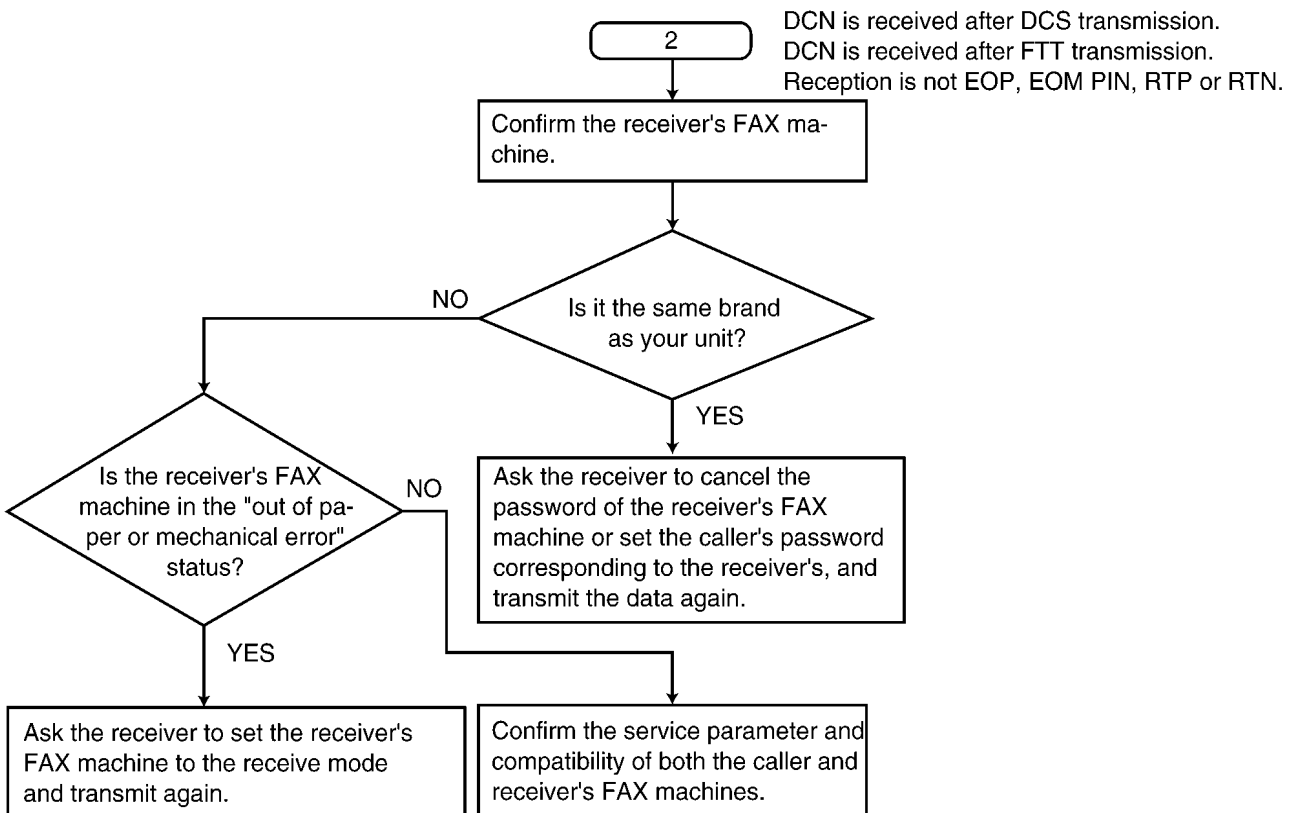 2
DCN is received after DCS transmission.
DCN is received after FTT transmission.
Reception is not EOP, EOM PIN, RTP or RTN.
Confirm the receiver's FAX ma-
chine.
Is it the same brand
as your unit?
NO
YES
Is the receiver's FAX
machine in the "out of pa-
per or mechanical error"
status?
NO
Ask the receiver to cancel the
password of the receiver's FAX
machine or set the caller's password
corresponding to the receiver's, and
transmit the data again.
YES
Ask the receiver to set the receiver's
FAX machine to the receive mode
and transmit again.
Confirm the service parameter and
compatibility of both the caller and
receiver's FAX machines.